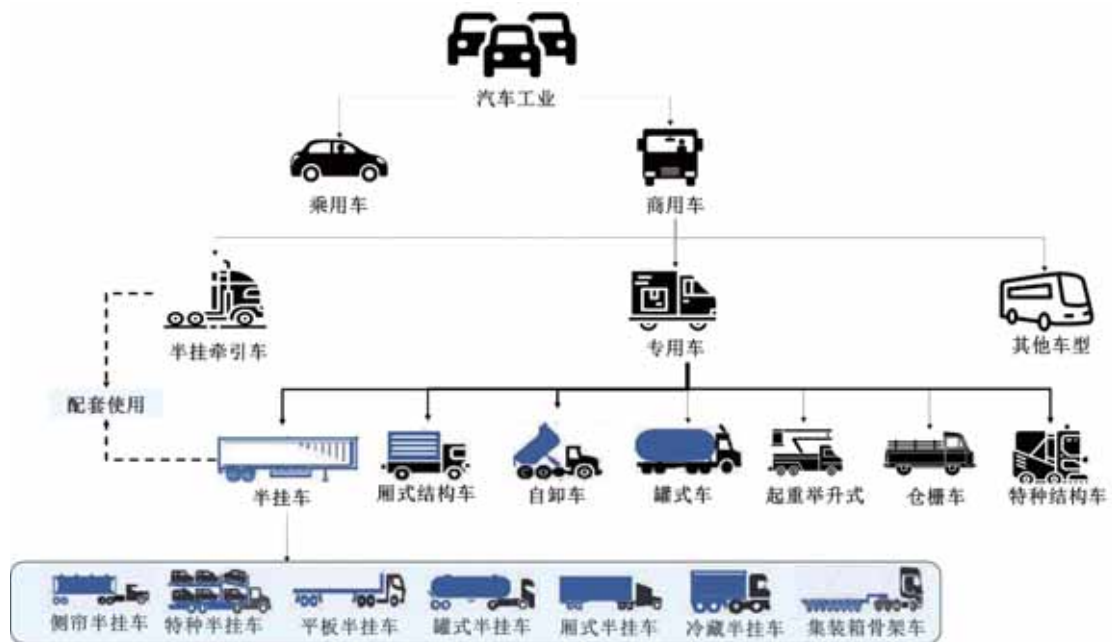 汽车工业
乘用车
商用车
半挂牵引车
专用车
其他车型
配套使用
半挂车
厢式结构车
自卸车
罐式车
起重举升式
仓栅车
特种结构车
侧帘半挂车
特种半挂车
平板半挂车
罐式半挂车
厢式半挂车
冷藏半挂车
集装箱骨架车